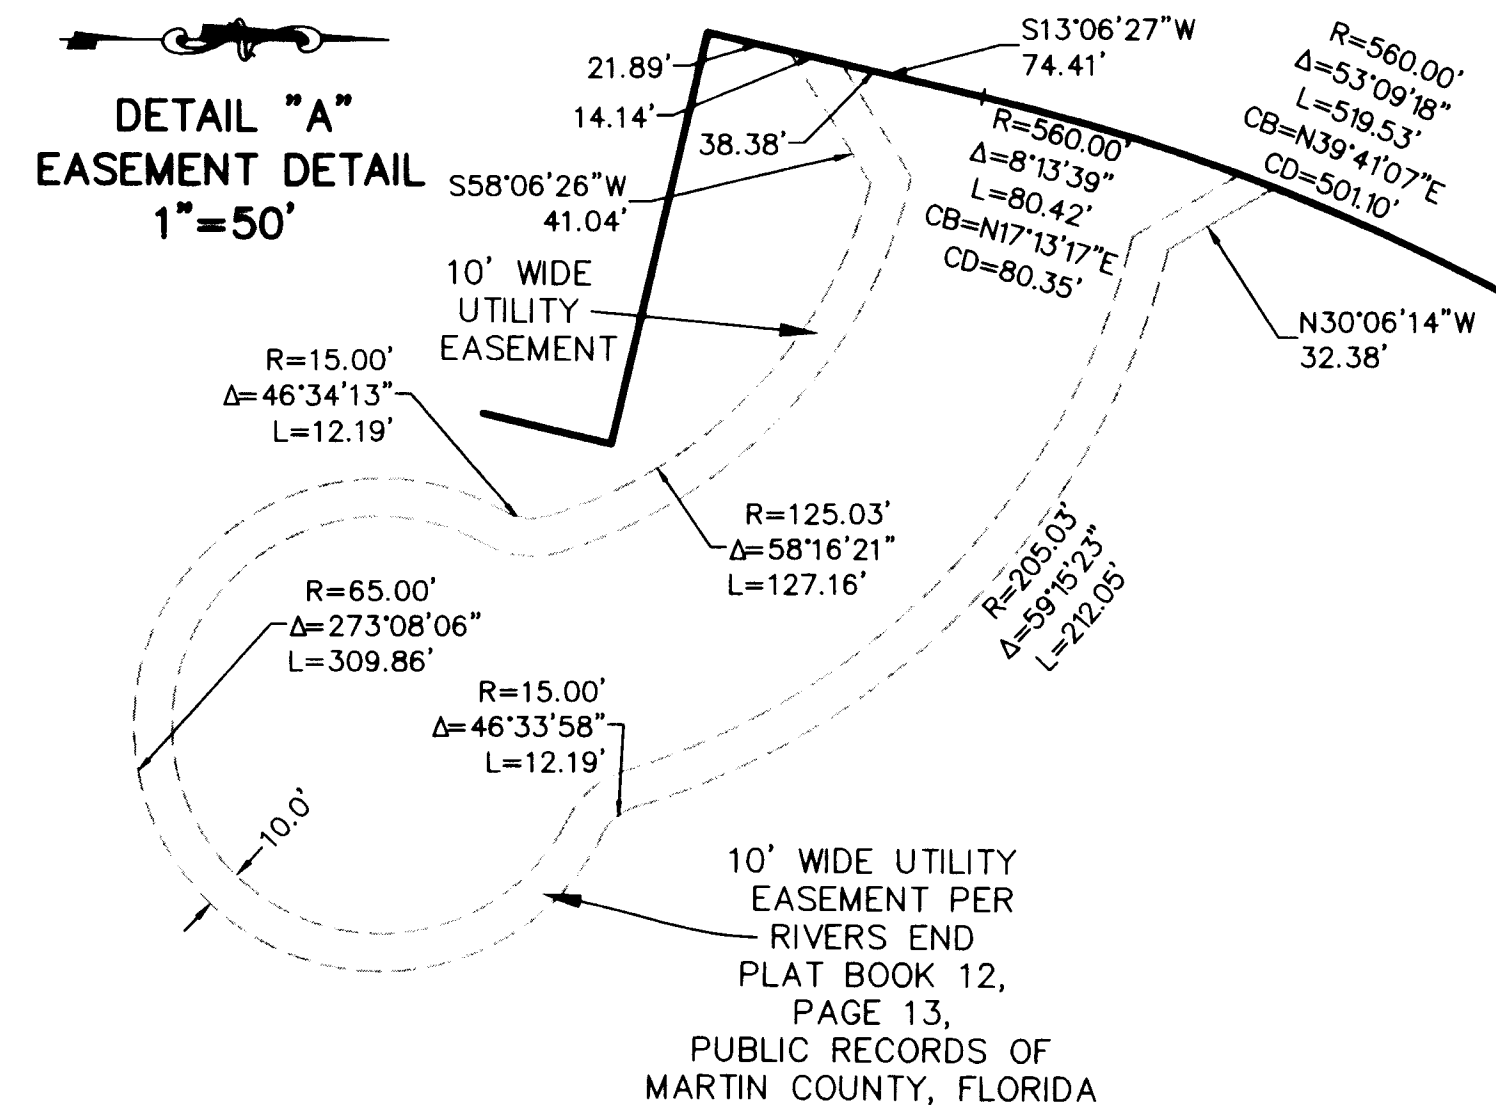 DETAIL "A"
EASEMENT DETAIL
1"=50'
21.89'
14.14'
38.38'
S13°06'27"W
74.41'
R=560.00'
Δ=53°09'18"
L=519.53'
CB=N39°41'07"E
CD=501.10'
R=560.00'
Δ=8°13'39"
L=80.42'
CB=N17°13'17"E
CD=80.35'
S58°06'26"W
41.04'
10' WIDE
UTILITY
EASEMENT
N30°06'14"W
32.38'
R=15.00'
Δ=46°34'13"
L=12.19'
R=125.03'
Δ=58°16'21"
L=127.16'
R=205.03'
Δ=59°15'23"
L=212.05'
R=65.00'
Δ=273°08'06"
L=309.86'
R=15.00'
Δ=46°33'58"
L=12.19'
10.0'
10' WIDE UTILITY
EASEMENT PER
RIVERS END
PLAT BOOK 12,
PAGE 13,
PUBLIC RECORDS OF
MARTIN COUNTY, FLORIDA